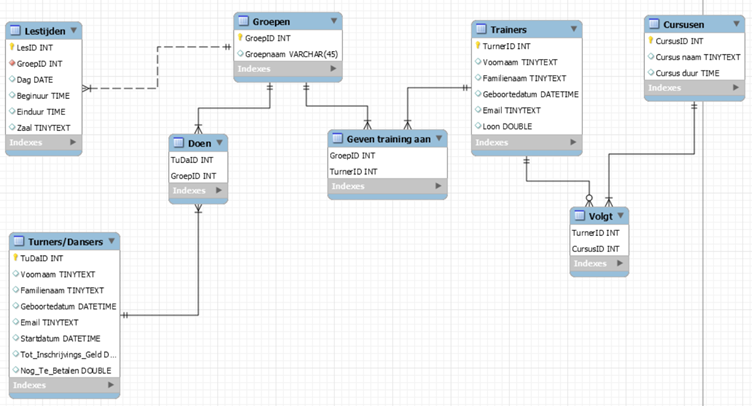 Lestijden
LesID INT
GroepID INT
Dag DATE
Beginuur TIME
Einduur TIME
Zaal TINYTEXT
Indexes
Groepen
GroepID INT
Groepnaam VARCHAR(45)
Indexes
Trainers
TurnerID INT
Voornaam TINYTEXT
Familienaam TINYTEXT
Geboortedatum DATETIME
Email TINYTEXT
Loon DOUBLE
Indexes
Cursusen
CursusID INT
Cursus naam TINYTEXT
Cursus duur TIME
Indexes
Doen
TuDaID INT
GroepID INT
Indexes
Geven training aan
GroepID INT
TurnerID INT
Indexes
Volgt
TurnerID INT
CursusID INT
Indexes
Turners/Dansers
TuDaID INT
Voornaam TINYTEXT
Familienaam TINYTEXT
Geboortedatum DATETIME
Email TINYTEXT
Startdatum DATETIME
Tot_Inschrijvings_Geld D...
Nog_Te_Betalen DOUBLE
Indexes